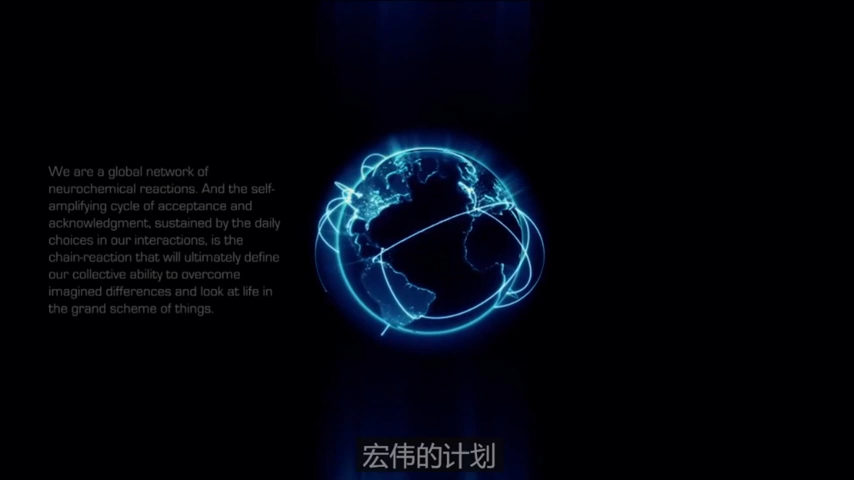 We are a global network of
neurochemical reactions. And the self-
amplifying cycle of acceptance and
acknowledgment, sustained by the daily
choices in our interactions, is the
chain-reaction that will ultimately define
our collective ability to overcome
imagined differences and look at life in
the grand scheme of things.
宏伟的计划